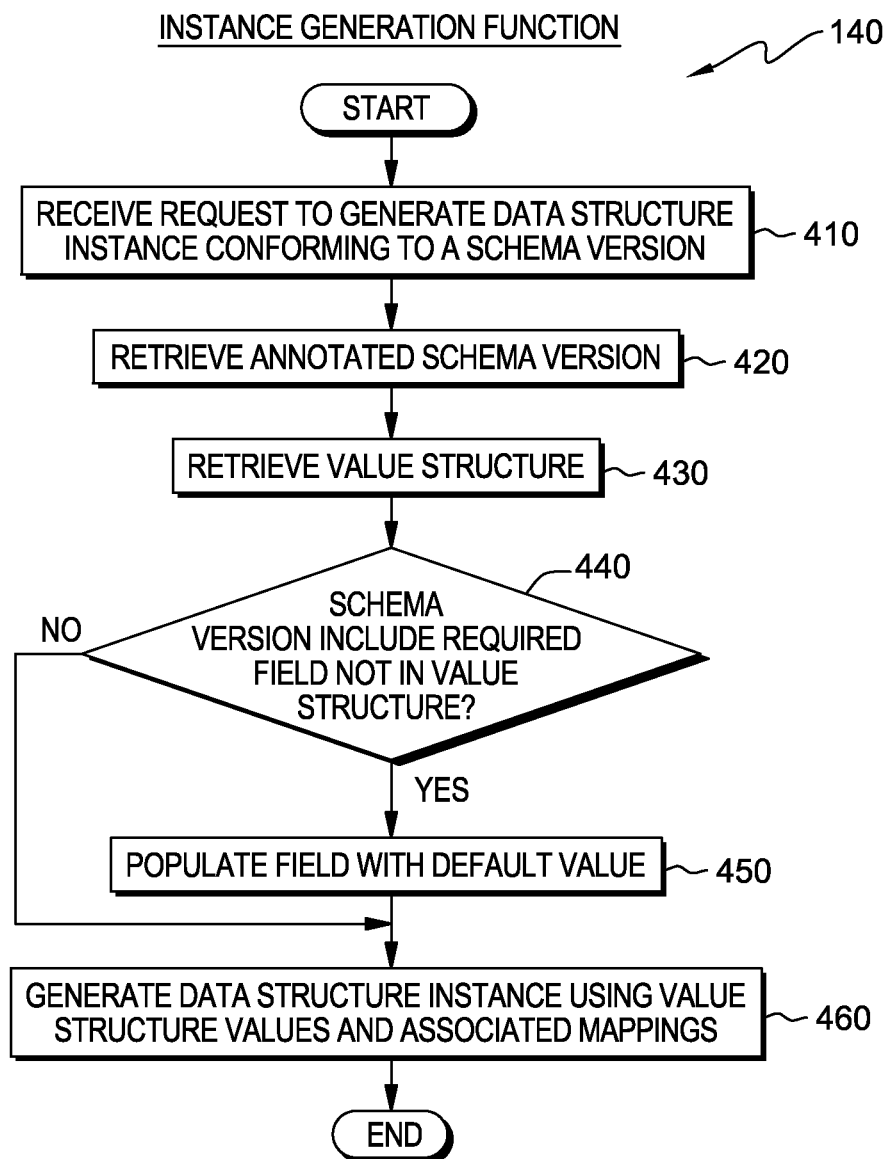 INSTANCE GENERATION FUNCTION
140
START
RECEIVE REQUEST TO GENERATE DATA STRUCTURE
INSTANCE CONFORMING TO A SCHEMA VERSION
410
RETRIEVE ANNOTATED SCHEMA VERSION
420
RETRIEVE VALUE STRUCTURE
430
440
SCHEMA
VERSION INCLUDE REQUIRED
FIELD NOT IN VALUE
STRUCTURE?
NO
YES
POPULATE FIELD WITH DEFAULT VALUE
450
GENERATE DATA STRUCTURE INSTANCE USING VALUE
STRUCTURE VALUES AND ASSOCIATED MAPPINGS
460
END